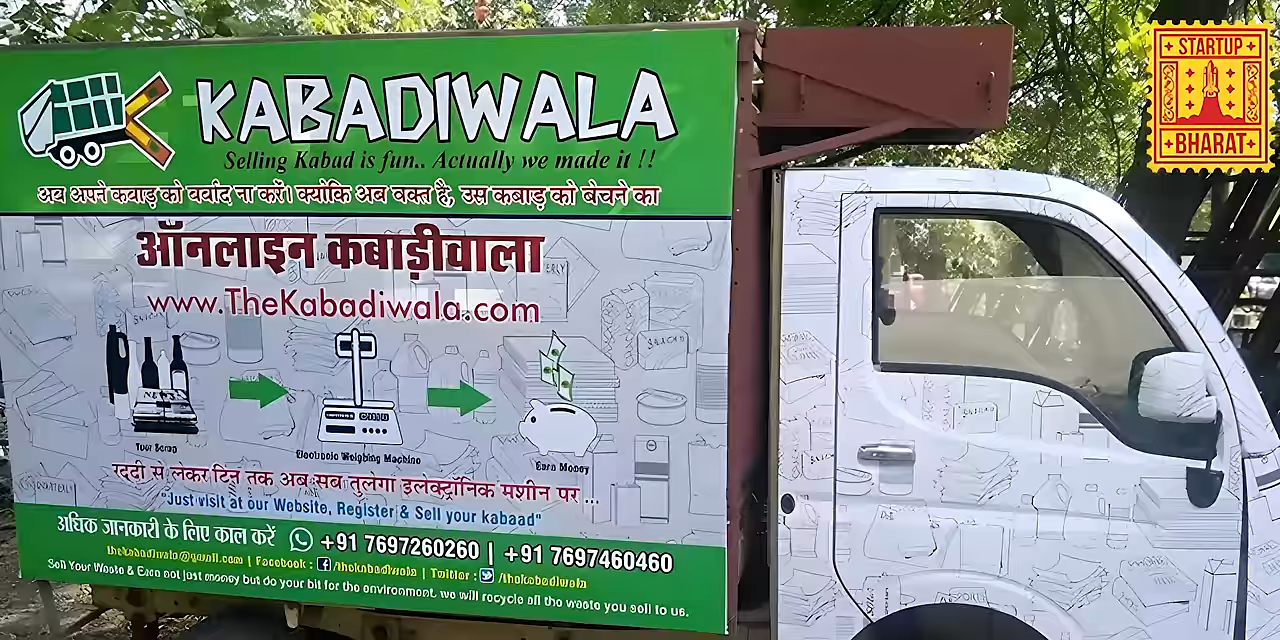 STARTUP
BHARAT
KABADIWALA
Selling Kabad is fun.. Actually we made it !!
अब अपने कबाड़ को बर्बाद ना करें। क्योंकि अब वक्त है, उस कबाड़ को बेचने का
ऑनलाइन कबाड़ीवाला
www.TheKabadiwala.com
NEWS
Your Scrap
Electronic Weighing Machine
Earn Money
रद्दी से लेकर टिन तक अब सब तुलेगा इलेक्ट्रॉनिक मशीन पर ...
"Just visit at our Website, Register & Sell your kabaad"
अधिक जानकारी के लिए काल करें +91 7697260260 | +91 7697460460
thekabadiwala@gmail.com | Facebook : /thekabadiwala | Twitter : /thekabadiwala
Sell Your Waste & Earn not just money but do your bit for the environment. we will recycle all the waste you sell to us.